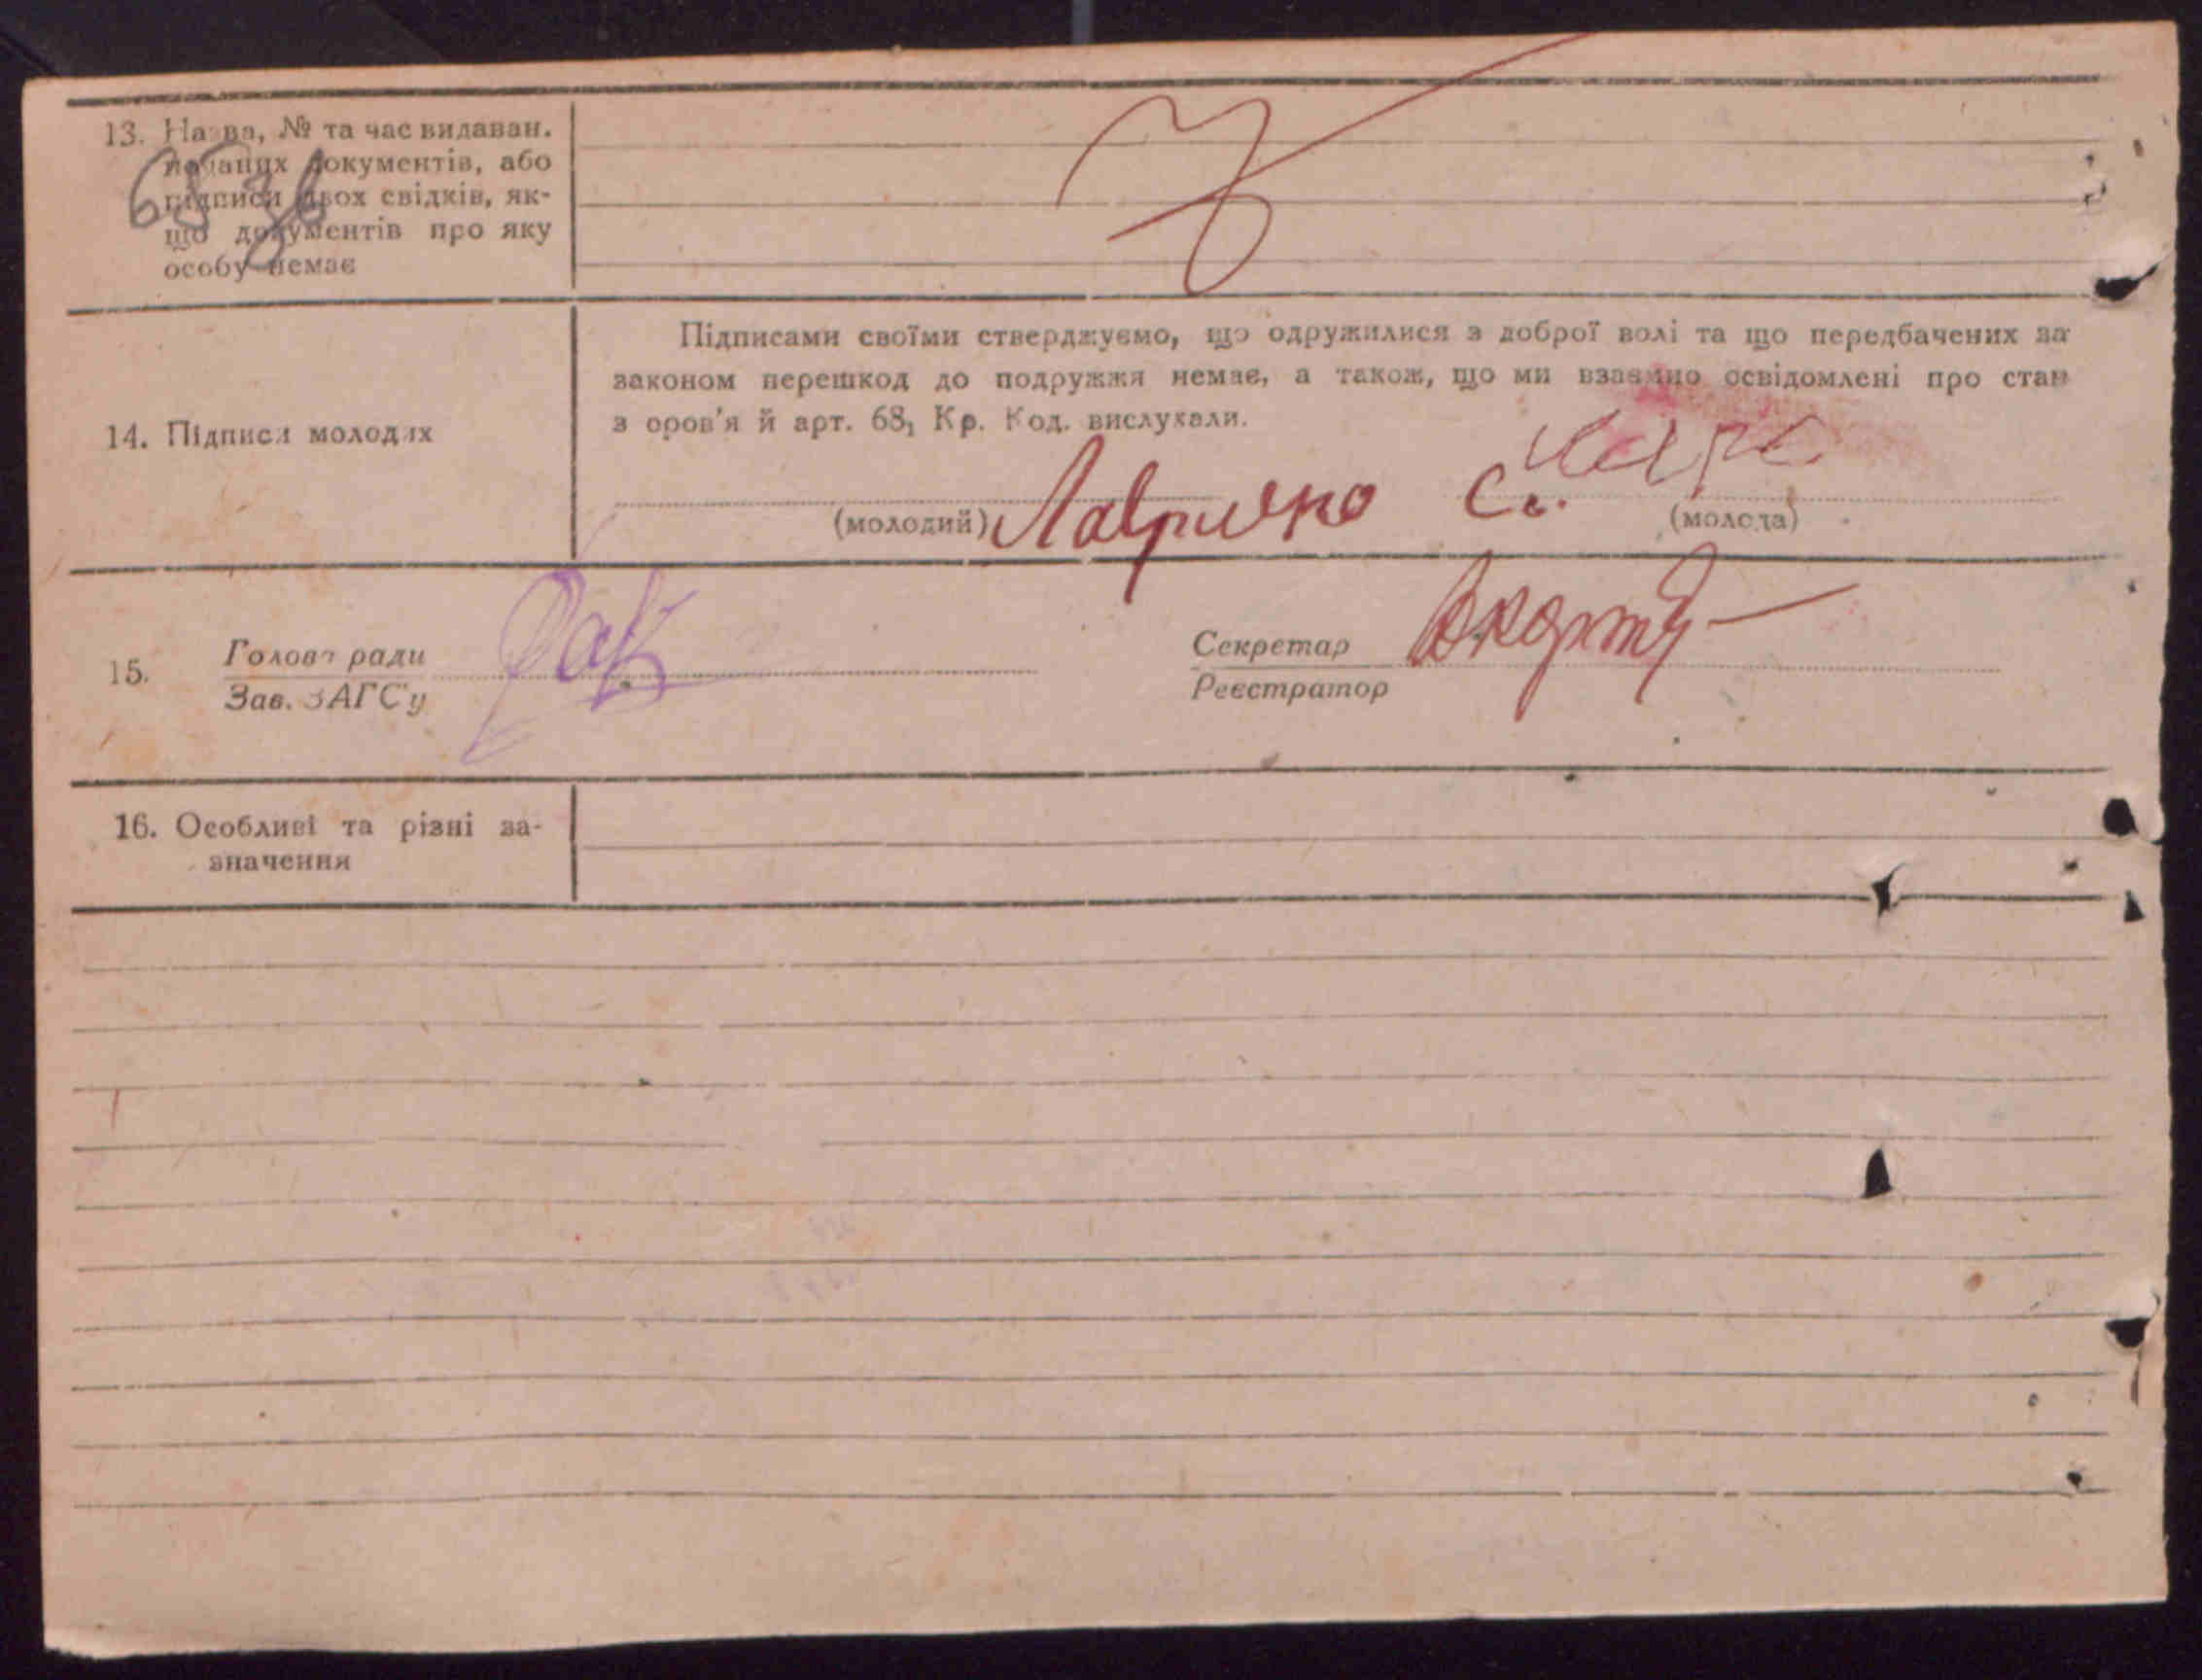 13. Назва, № та час видаван.
поданих документів, або
підписи двох свідків, як-
що документів про яку
особу немає
14. Підписи молодих
Підписами своїми стверджуємо, що одружилися з доброї волі та що передбачених за
законом перешкод до подружжя немає, а також, що ми взаємно освідомлені про стан
з оров'я й арт. 68, Кр. Код. вислухали.
(молодий)
(молода)
15. Голова ради
Зав. ЗАГС'у
Секретар
Реєстратор
16. Особливі та різні за-
значення